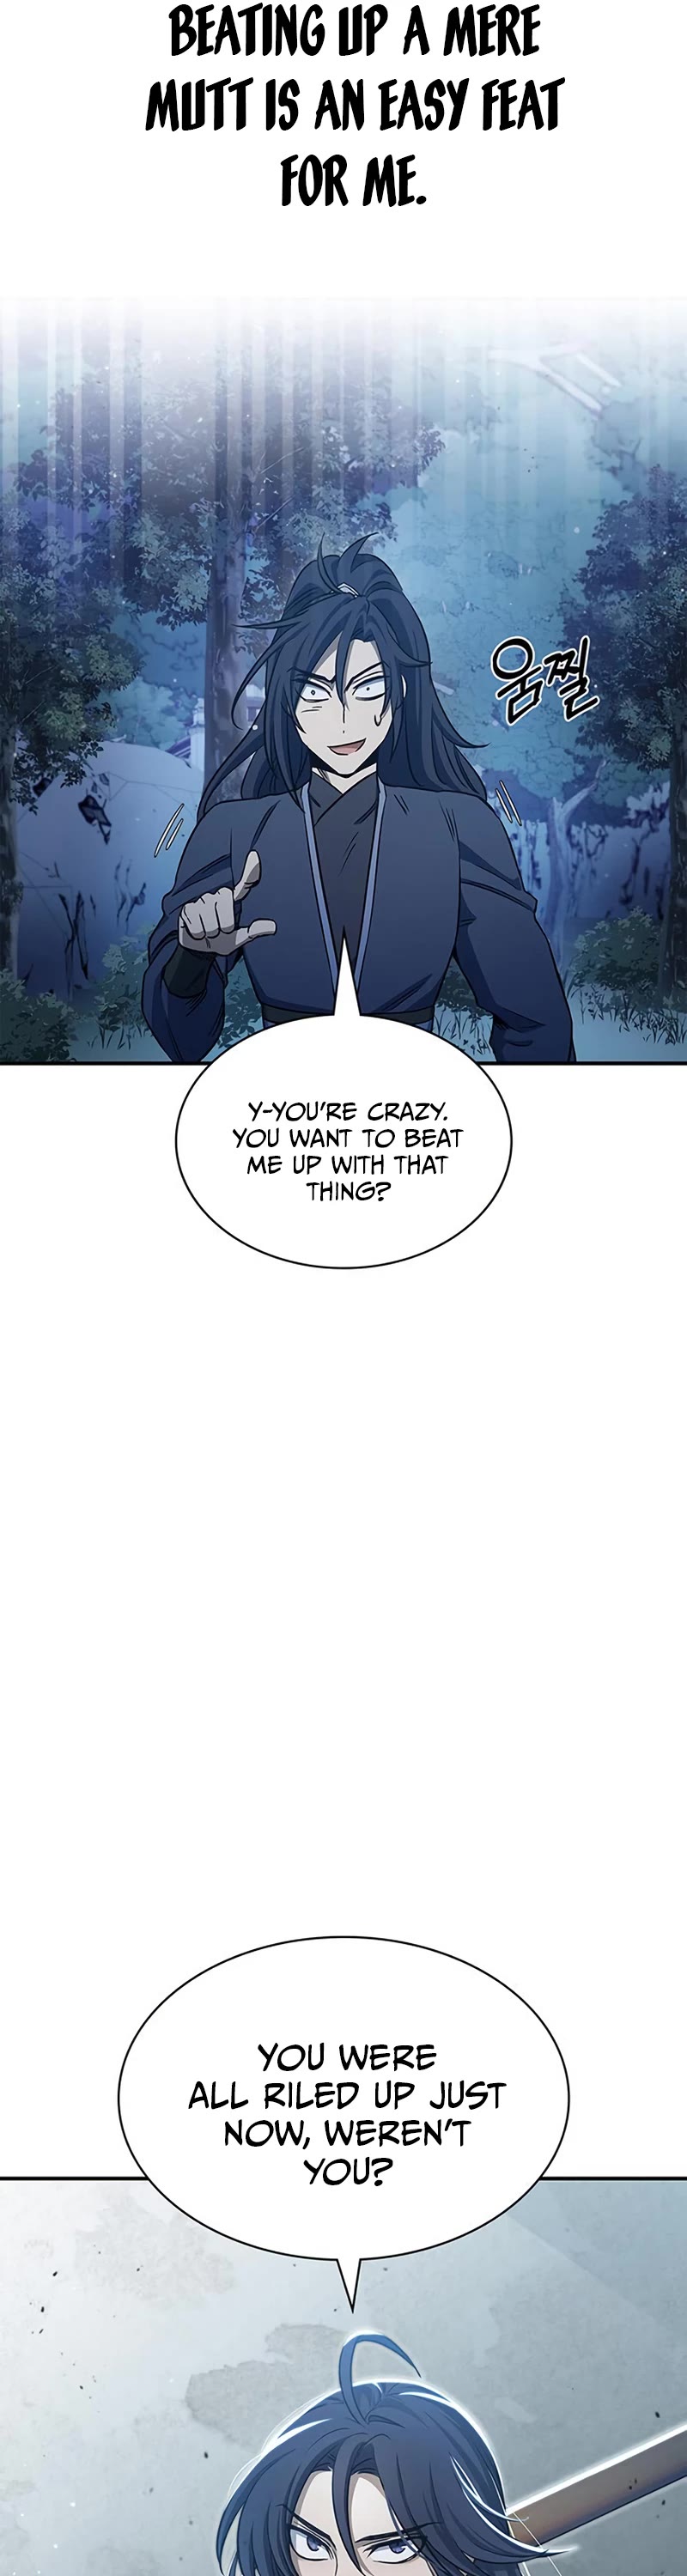 BEATING UP A MERE
MUTT IS AN EASY FEAT
FOR ME.
움찔
Y-YOU'RE CRAZY.
YOU WANT TO BEAT
ME UP WITH THAT
THING?
YOU WERE
ALL RILED UP JUST
NOW, WEREN'T
YOU?